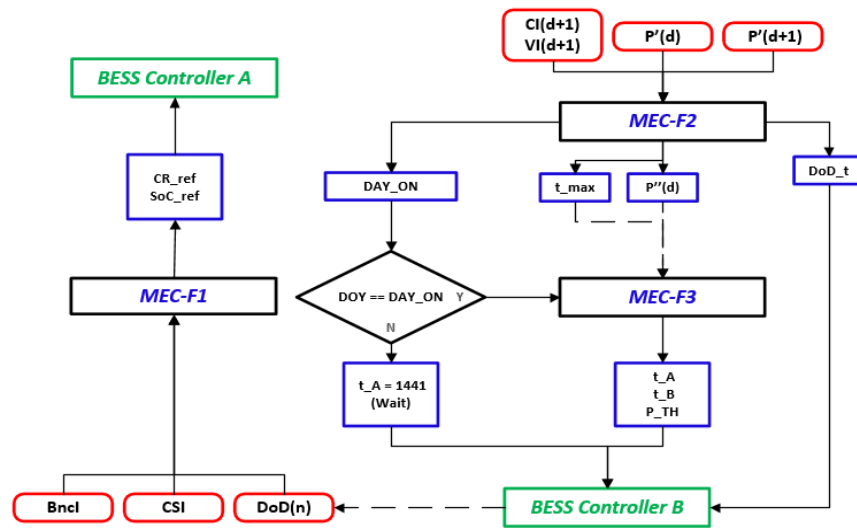 CI(d+1)
VI(d+1)
P'(d)
P'(d+1)
BESS Controller A
MEC-F2
CR_ref
SoC_ref
DAY_ON
t_max
P''(d)
DoD_t
MEC-F1
DOY == DAY_ON
Y
N
MEC-F3
t_A = 1441
(Wait)
t_A
t_B
P_TH
BncI
CSI
DoD(n)
BESS Controller B